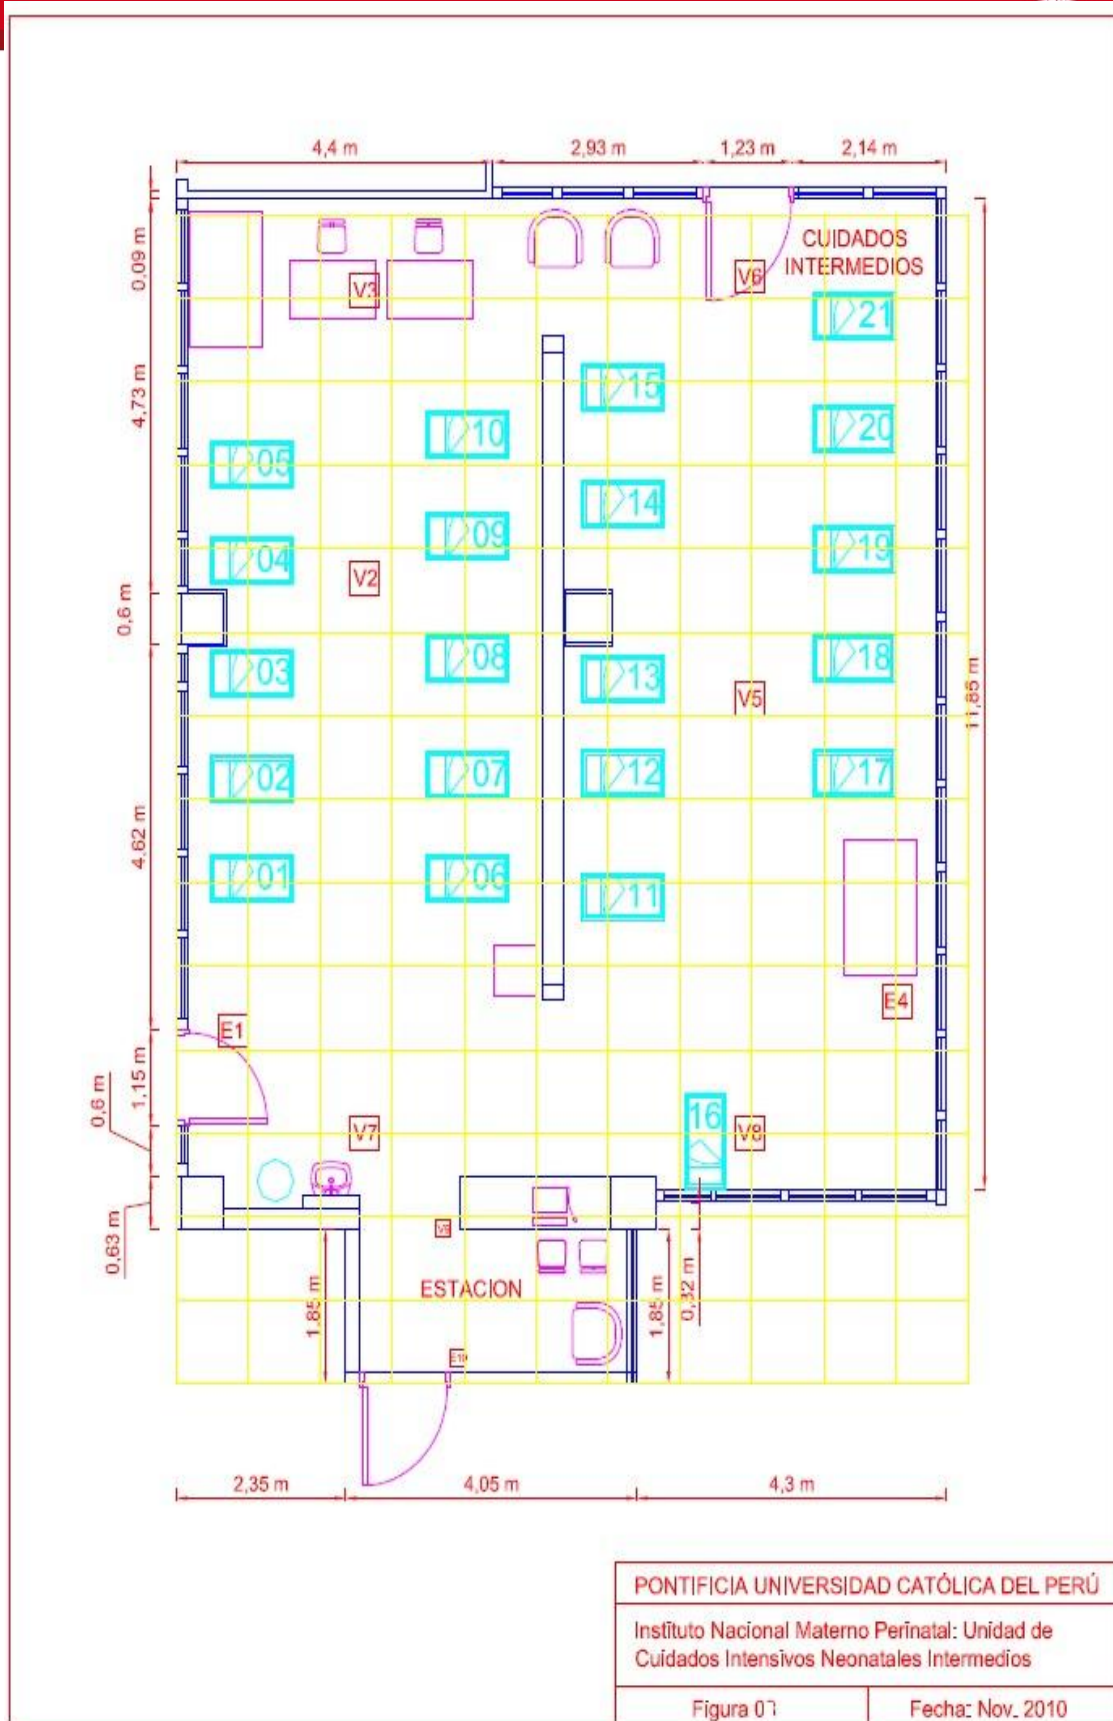 4,4 m
2,93 m
1,23 m
2,14 m
0,09 m
CUIDADOS
INTERMEDIOS
V3
V6
21
4,73 m
15
10
20
05
14
09
19
04
V2
0,6 m
08
18
03
13
V5
11,85 m
02
07
12
17
4,62 m
01
06
11
E4
E1
1,15 m
0,6 m
16
V7
V8
0,63 m
ESTACION
1,85 m
1,85 m
0,32 m
E10
2,35 m
4,05 m
4,3 m
PONTIFICIA UNIVERSIDAD CATÓLICA DEL PERÚ
Instituto Nacional Materno Perinatal: Unidad de
Cuidados Intensivos Neonatales Intermedios
Figura
Fecha: Nov. 2010